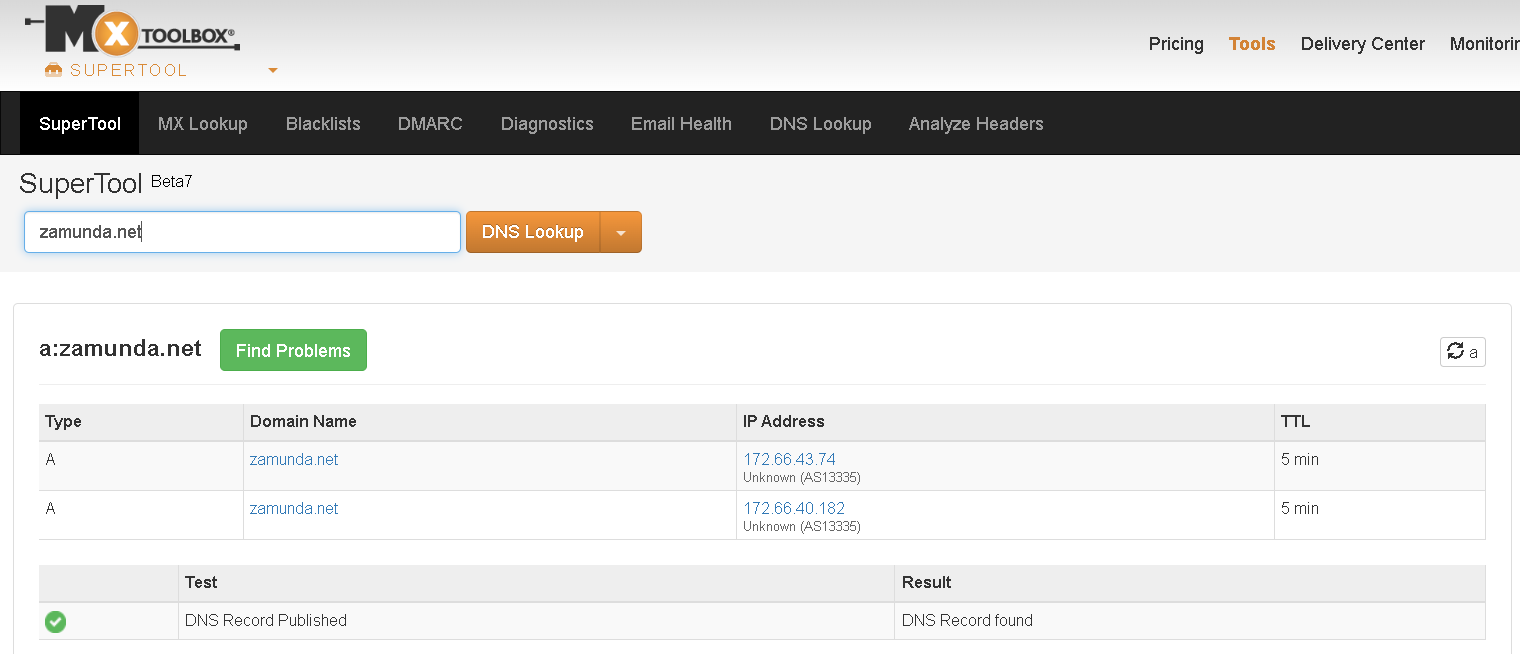 MX TOOLBOX®
SUPERTOOL
Pricing Tools Delivery Center Monitorin
SuperTool MX Lookup Blacklists DMARC Diagnostics Email Health DNS Lookup Analyze Headers
SuperTool Beta7
zamunda.net DNS Lookup
a:zamunda.net Find Problems a
Type Domain Name IP Address TTL
A zamunda.net 172.66.43.74 5 min
Unknown (AS13335)
A zamunda.net 172.66.40.182 5 min
Unknown (AS13335)
Test Result
DNS Record Published DNS Record found